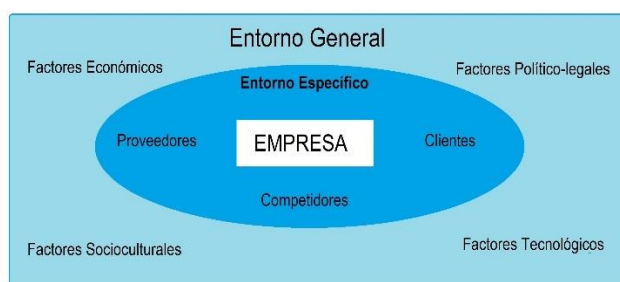 Entorno General
Factores Económicos
Factores Político-legales
Entorno Específico
Proveedores
EMPRESA
Clientes
Competidores
Factores Socioculturales
Factores Tecnológicos